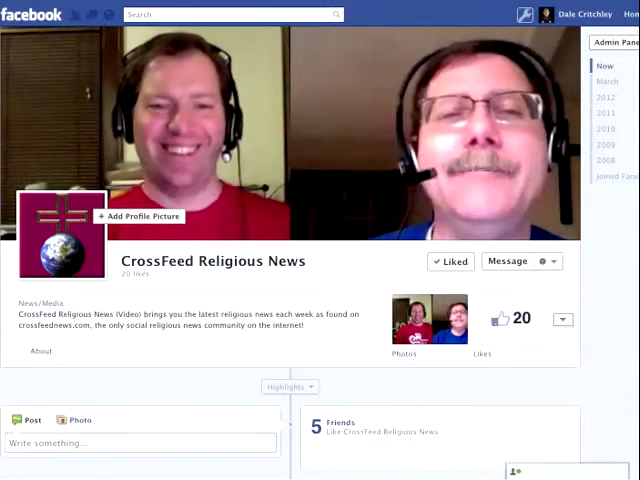 facebook
Search
Dale Critchley
Hon
Admin Pane
Now
March
2012
2011
2010
2009
2008
Joined Face
+ Add Profile Picture
CrossFeed Religious News
20 likes
Liked
Message
News/Media
CrossFeed Religious News (Video) brings you the latest religious news each week as found on
crossfeednews.com, the only social religious news community on the internet!
About
20
Photos
Likes
Highlights
Post
Photo
Write something...
5
Friends
Like CrossFeed Religious News